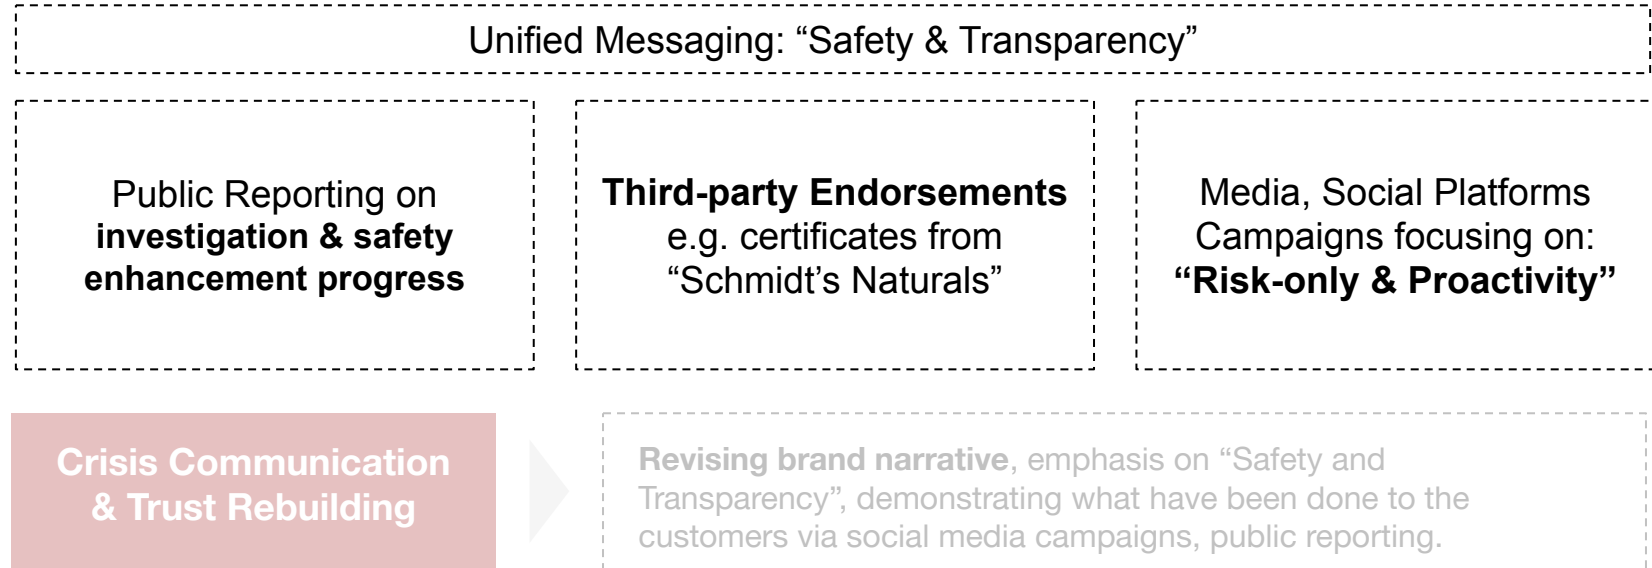 Unified Messaging: “Safety & Transparency”
Public Reporting on
investigation & safety
enhancement progress
Third-party Endorsements
e.g. certificates from
“Schmidt’s Naturals”
Media, Social Platforms
Campaigns focusing on:
“Risk-only & Proactivity”
Crisis Communication
& Trust Rebuilding
Revising brand narrative, emphasis on “Safety and
Transparency”, demonstrating what have been done to the
customers via social media campaigns, public reporting.